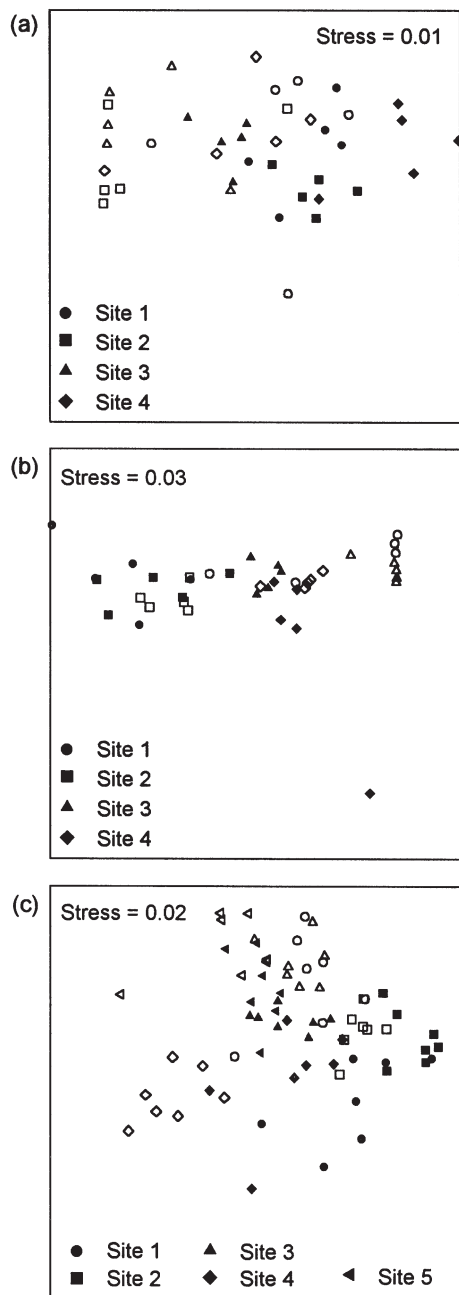 (a)
Stress = 0.01
Site 1
Site 2
Site 3
Site 4
(b)
Stress = 0.03
Site 1
Site 2
Site 3
Site 4
(c)
Stress = 0.02
Site 1 Site 3
Site 2 Site 4 Site 5